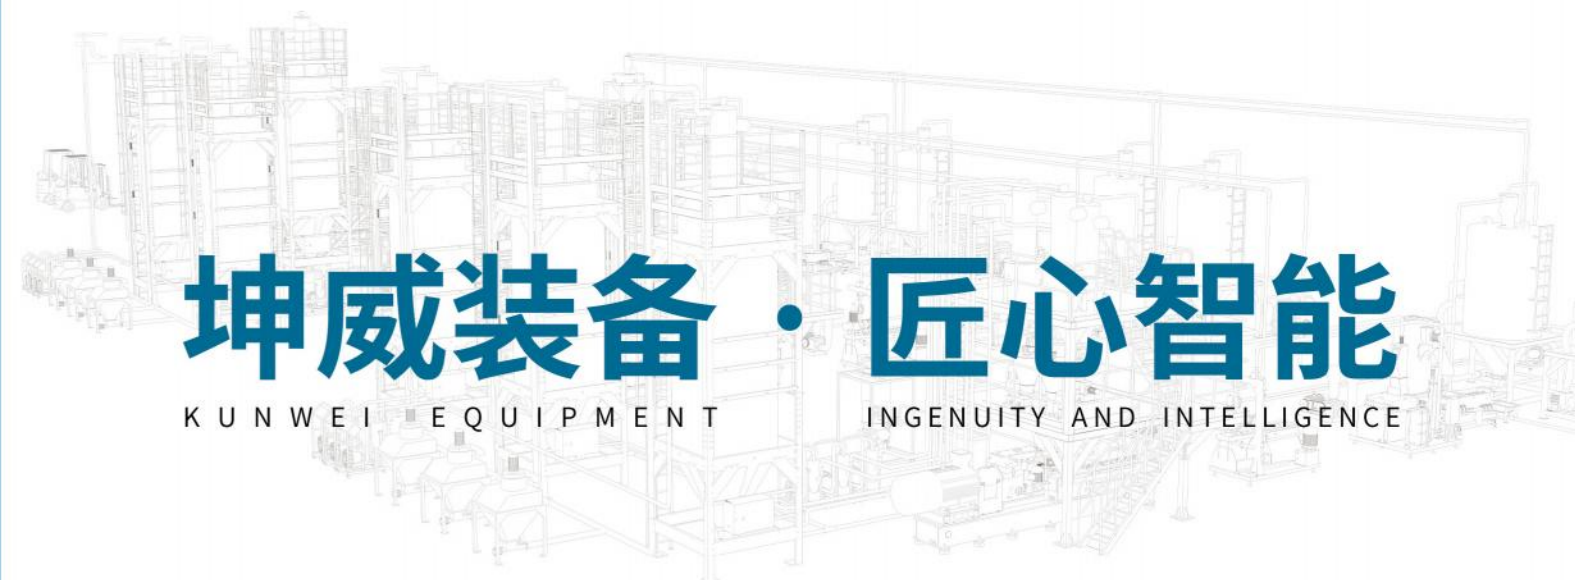 坤威装备·匠心智能
KUNWEI EQUIPMENT INGENUITY AND INTELLIGENCE